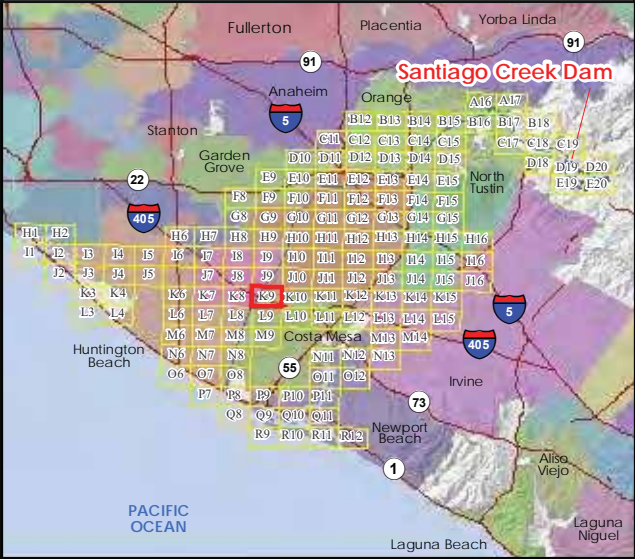 Fullerton
Placentia
Yorba Linda
91
91
Santiago Creek Dam
Anaheim
Orange
A16 A17
5
B12 B13 B14 B15 B16 B17 B18
Stanton
C11 C12 C13 C14 C15 C17 C18 C19
Garden
Grove
D10 D11 D12 D13 D14 D15 D18 D19 D20
22
E9 E10 E11 E12 E13 E14 E15 E19 E20
North
Tustin
F8 F9 F10 F11 F12 F13 F14 F15
405
G8 G9 G10 G11 G12 G13 G14 G15
H1 H2 H6 H7 H8 H9 H10 H11 H12 H13 H14 H15 H16
I1 I2 I3 I4 I5 I6 I7 I8 I9 I10 I11 I12 I13 I14 I15 I16
J2 J3 J4 J5 J7 J8 J9 J10 J11 J12 J13 J14 J15 J16
K3 K4 K6 K7 K8 K9 K10 K11 K12 K13 K14 K15
5
L3 L4 L6 L7 L8 L9 L10 L11 L12 L13 L14 L15
M6 M7 M8 M9 Costa Mesa M13 M14
405
Huntington
Beach
N6 N7 N8 N11 N12 N13
55
O6 O7 O8 O11 O12
Irvine
P7 P8 P9 P10 P11
73
Q8 Q9 Q10 Q11
Newport
Beach
R9 R10 R11 R12
1
Aliso
Viejo
PACIFIC
OCEAN
Laguna
Niguel
Laguna Beach